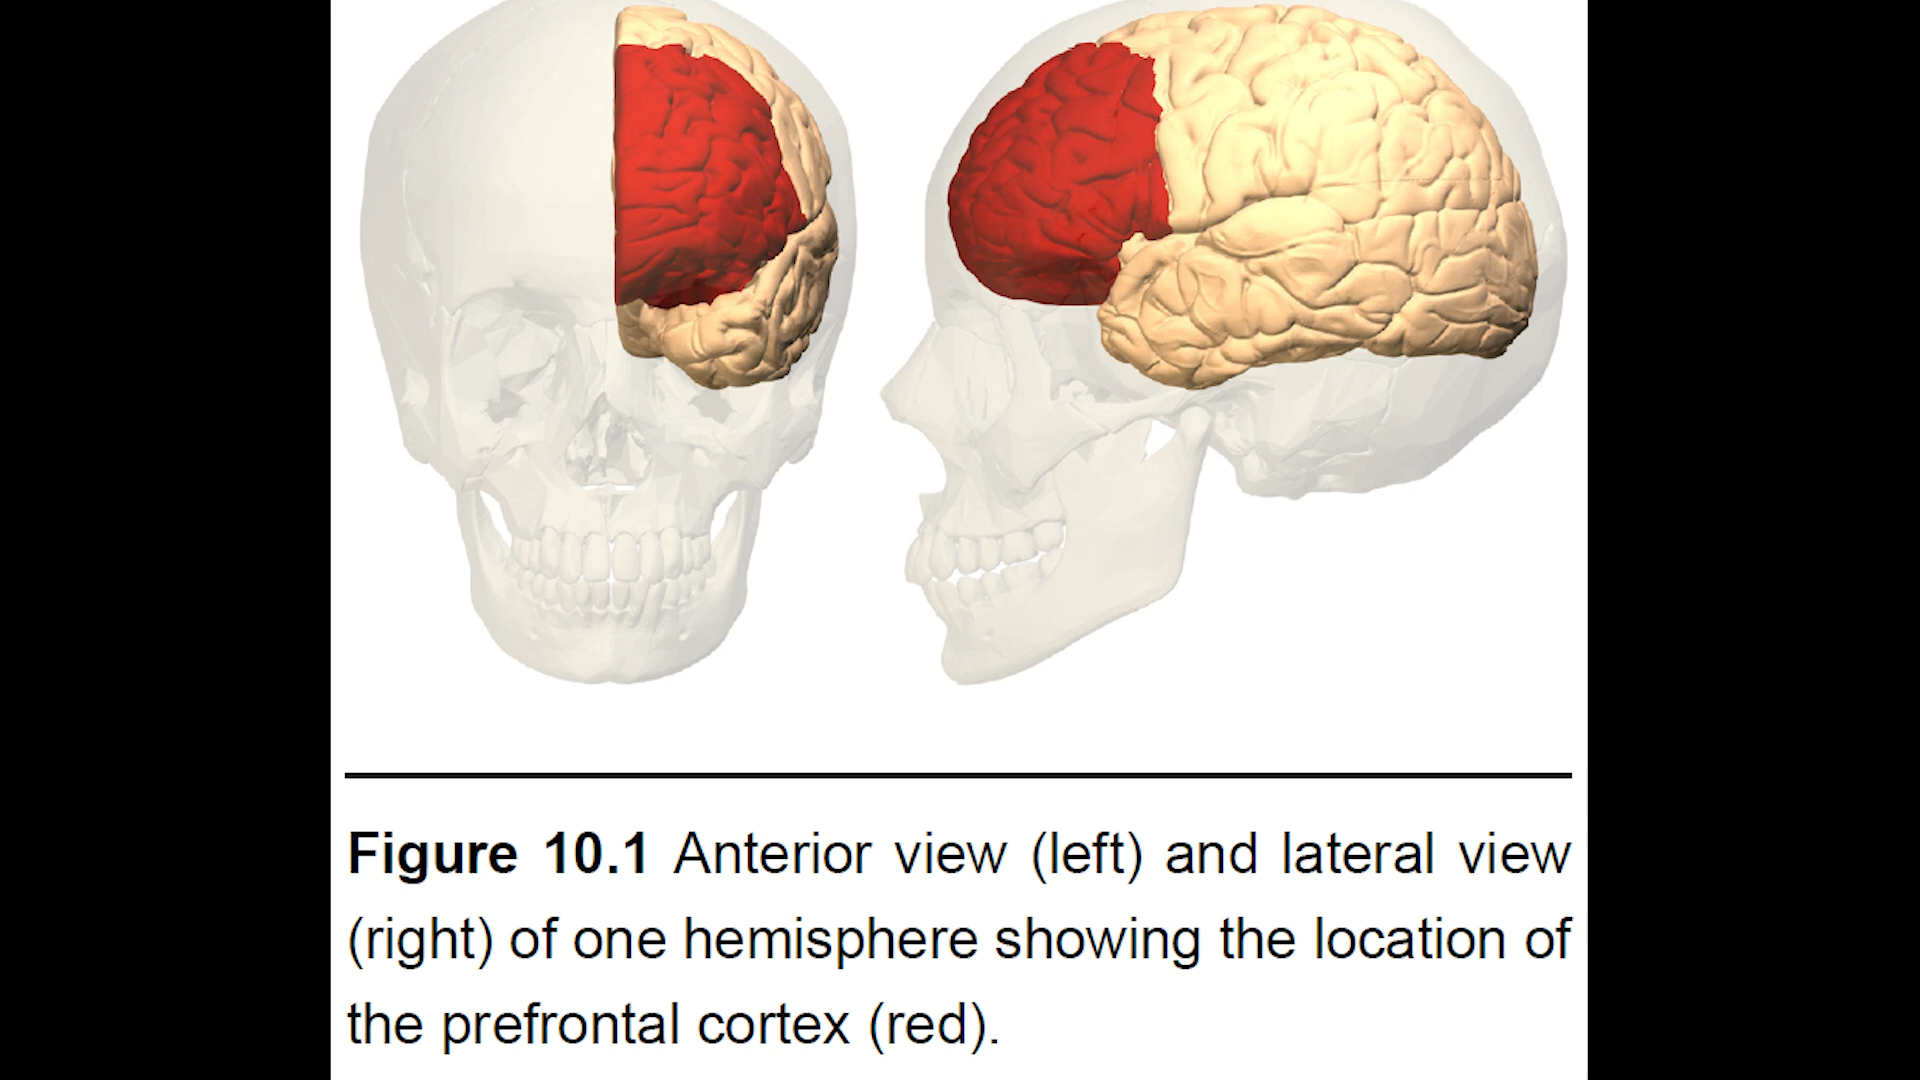 Figure 10.1 Anterior view (left) and lateral view
(right) of one hemisphere showing the location of
the prefrontal cortex (red).